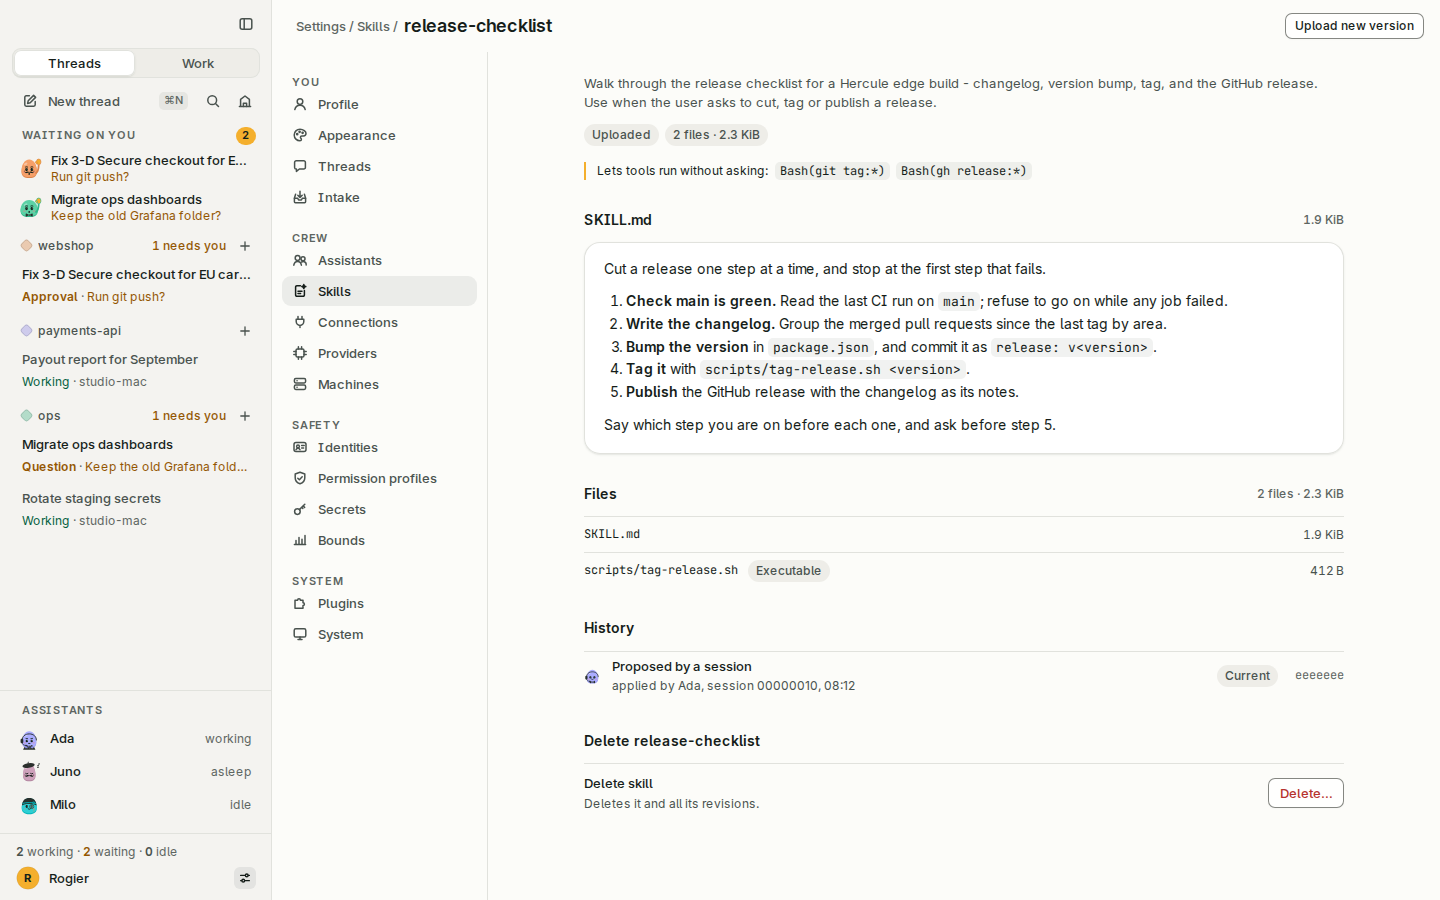 Threads
Work
New thread
⌘N
WAITING ON YOU
2
Fix 3-D Secure checkout for E...
Run git push?
Migrate ops dashboards
Keep the old Grafana folder?
webshop
1 needs you
Fix 3-D Secure checkout for EU car...
Approval · Run git push?
payments-api
Payout report for September
Working · studio-mac
ops
1 needs you
Migrate ops dashboards
Question · Keep the old Grafana fold...
Rotate staging secrets
Working · studio-mac
ASSISTANTS
Ada
working
Juno
asleep
Milo
idle
2 working · 2 waiting · 0 idle
R
Rogier
Settings / Skills / release-checklist
Upload new version
YOU
Profile
Appearance
Threads
Intake
CREW
Assistants
Skills
Connections
Providers
Machines
SAFETY
Identities
Permission profiles
Secrets
Bounds
SYSTEM
Plugins
System
Walk through the release checklist for a Hercule edge build - changelog, version bump, tag, and the GitHub release.
Use when the user asks to cut, tag or publish a release.
Uploaded
2 files · 2.3 KiB
Lets tools run without asking: Bash(git tag:*) Bash(gh release:*)
SKILL.md
1.9 KiB
Cut a release one step at a time, and stop at the first step that fails.
1. Check main is green. Read the last CI run on main; refuse to go on while any job failed.
2. Write the changelog. Group the merged pull requests since the last tag by area.
3. Bump the version in package.json, and commit it as release: v<version>.
4. Tag it with scripts/tag-release.sh <version>.
5. Publish the GitHub release with the changelog as its notes.
Say which step you are on before each one, and ask before step 5.
Files
2 files · 2.3 KiB
SKILL.md
1.9 KiB
scripts/tag-release.sh
Executable
412 B
History
Proposed by a session
applied by Ada, session 00000010, 08:12
Current
eeeeeee
Delete release-checklist
Delete skill
Deletes it and all its revisions.
Delete...